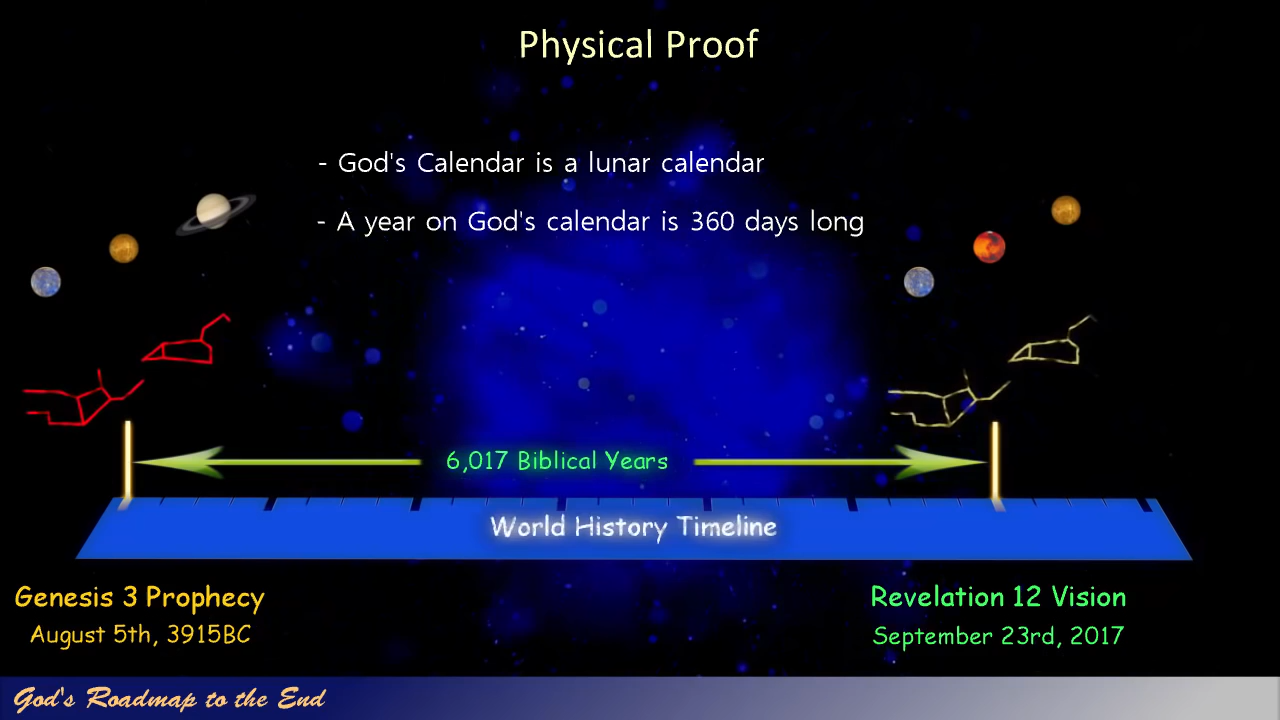 Physical Proof
- God's Calendar is a lunar calendar
- A year on God's calendar is 360 days long
6,017 Biblical Years
World History Timeline
Genesis 3 Prophecy
August 5th, 3915BC
Revelation 12 Vision
September 23rd, 2017
God's Roadmap to the End